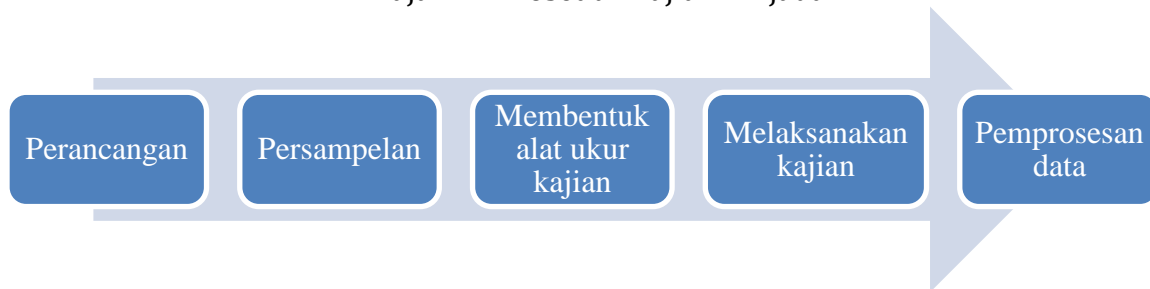 Perancangan
Persampelan
Membentuk
alat ukur
kajian
Melaksanakan
kajian
Pemprosesan
data